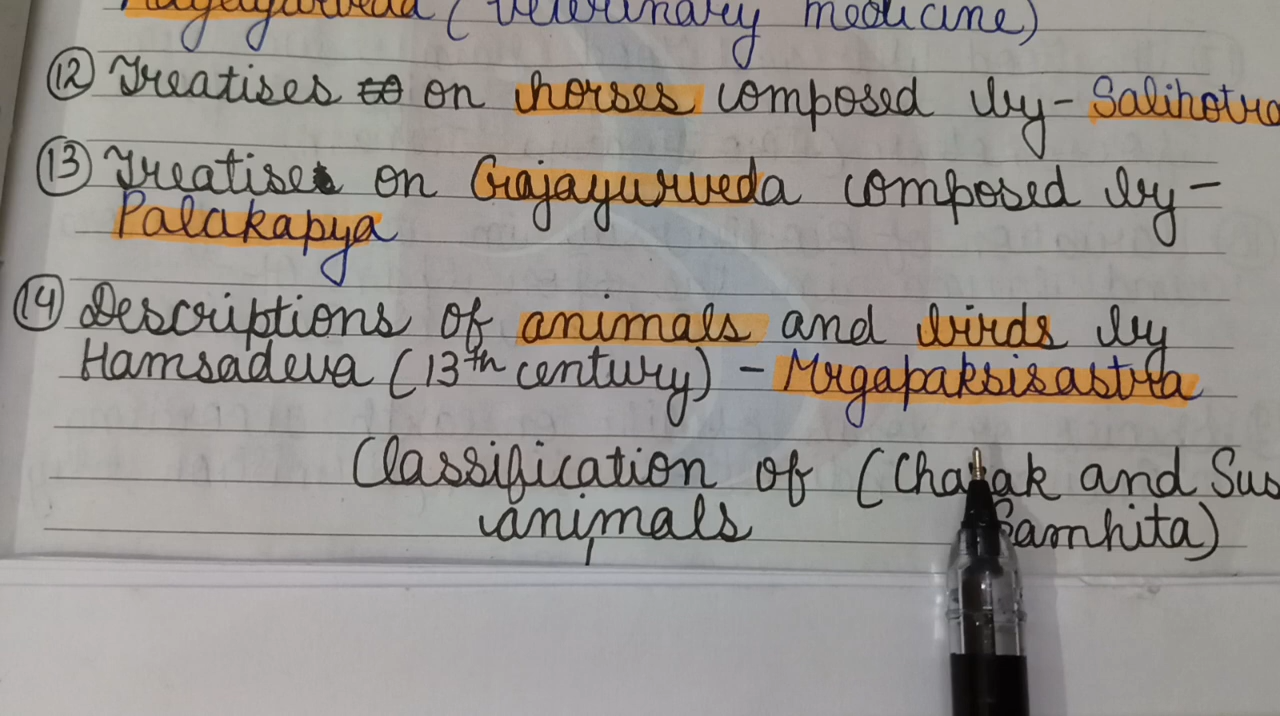 (Veterinary medicine)
⑫ Treatises on horses composed by - Salihotra
⑬ Treatise on Gajayurveda composed by -
Palakapya
⑭ Descriptions of animals and birds by
Hamsadeva (13th century) - Mrgapaksisastra
Classification of (Charak and Sus
animals Samhita)